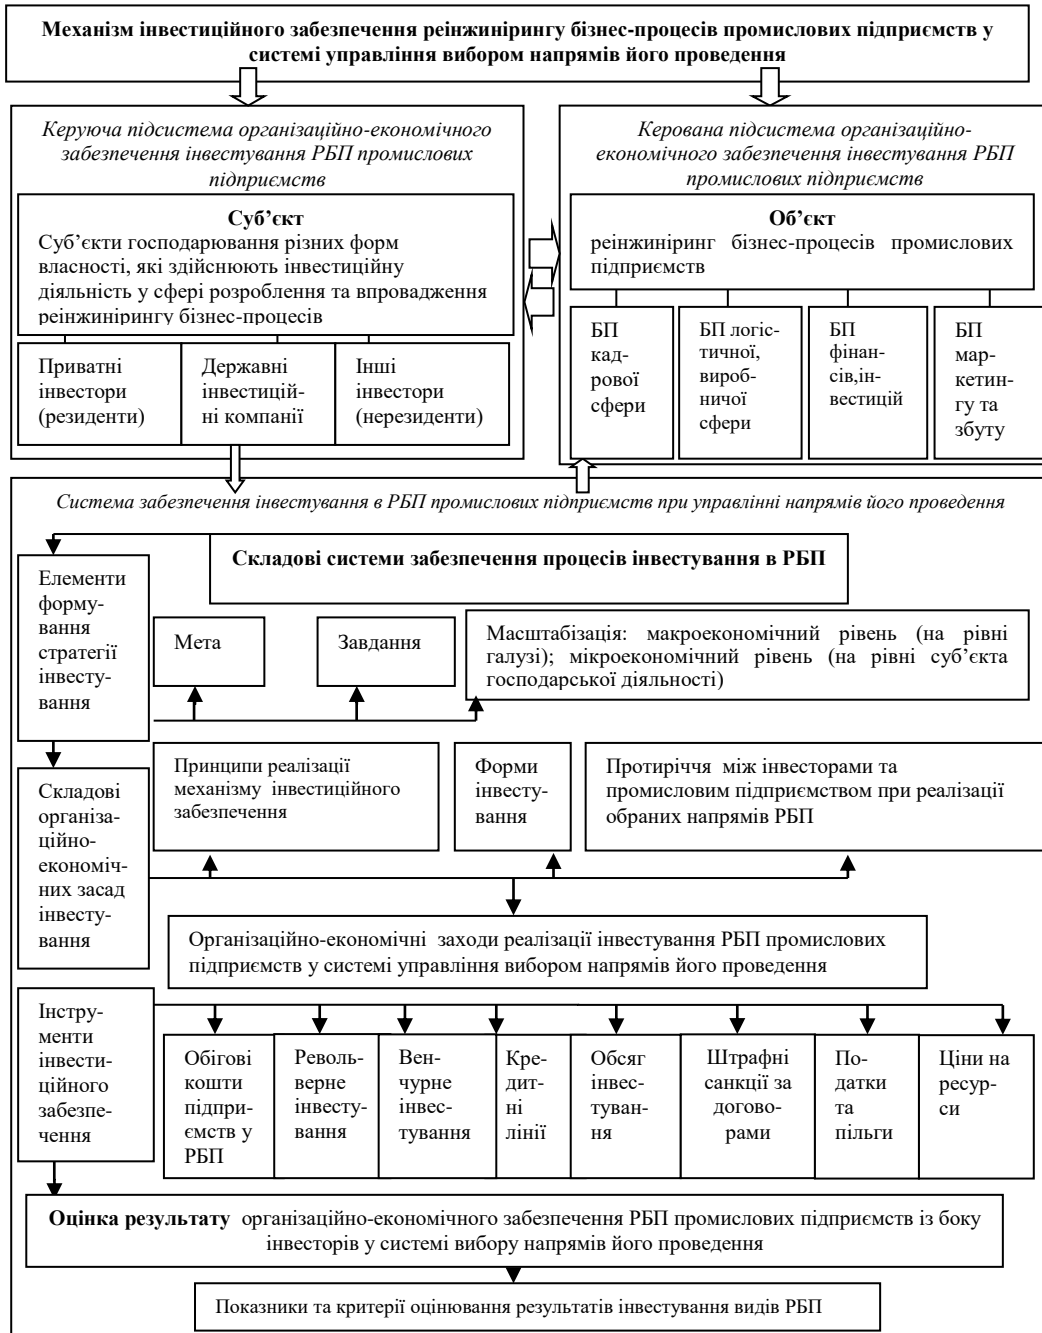 Механізм інвестиційного забезпечення реінжинірингу бізнес-процесів промислових підприємств у
системі управління вибором напрямів його проведення
Керуюча підсистема організаційно-економічного
забезпечення інвестування РБП промислових
підприємств
Суб’єкт
Суб’єкти господарювання різних форм
власності, які здійснюють інвестиційну
діяльність у сфері розроблення та впровадження
реінжинірингу бізнес-процесів
Приватні
інвестори
(резиденти)
Державні
інвестицій-
ні компанії
Інші
інвестори
(нерезиденти)
Керована підсистема організаційно-
економічного забезпечення інвестування РБП
промислових підприємств
Об’єкт
реінжиніринг бізнес-процесів промислових
підприємств
БП
кад-
рової
сфери
БП логіс-
тичної,
вироб-
ничої
сфери
БП
фінан-
сів,ін-
вестицій
БП
мар-
кетин-
гу та
збуту
Система забезпечення інвестування в РБП промислових підприємств при управлінні напрямів його проведення
Складові системи забезпечення процесів інвестування в РБП
Елементи
форму-
вання
стратегії
інвесту-
вання
Мета
Завдання
Масштабізація: макроекономічний рівень (на рівні
галузі); мікроекономічний рівень (на рівні суб’єкта
господарської діяльності)
Складові
організа-
ційно-
економіч-
них засад
інвесту-
вання
Принципи реалізації
механізму інвестиційного
забезпечення
Форми
інвесту-
вання
Протиріччя між інвесторами та
промисловим підприємством при реалізації
обраних напрямів РБП
Організаційно-економічні заходи реалізації інвестування РБП промислових
підприємств у системі управління вибором напрямів його проведення
Інстру-
менти
інвести-
ційного
забезпе-
чення
Обігові
кошти
підпри-
ємств у
РБП
Револь-
верне
інвесту-
вання
Вен-
чурне
інвес-
тування
Кре-
дит-
ні
лінії
Обсяг
інвес-
туван-
ня
Штрафні
санкції за
догово-
рами
По-
датки
та
пільги
Ціни на
ресур-
си
Оцінка результату організаційно-економічного забезпечення РБП промислових підприємств із боку
інвесторів у системі вибору напрямів його проведення
Показники та критерії оцінювання результатів інвестування видів РБП